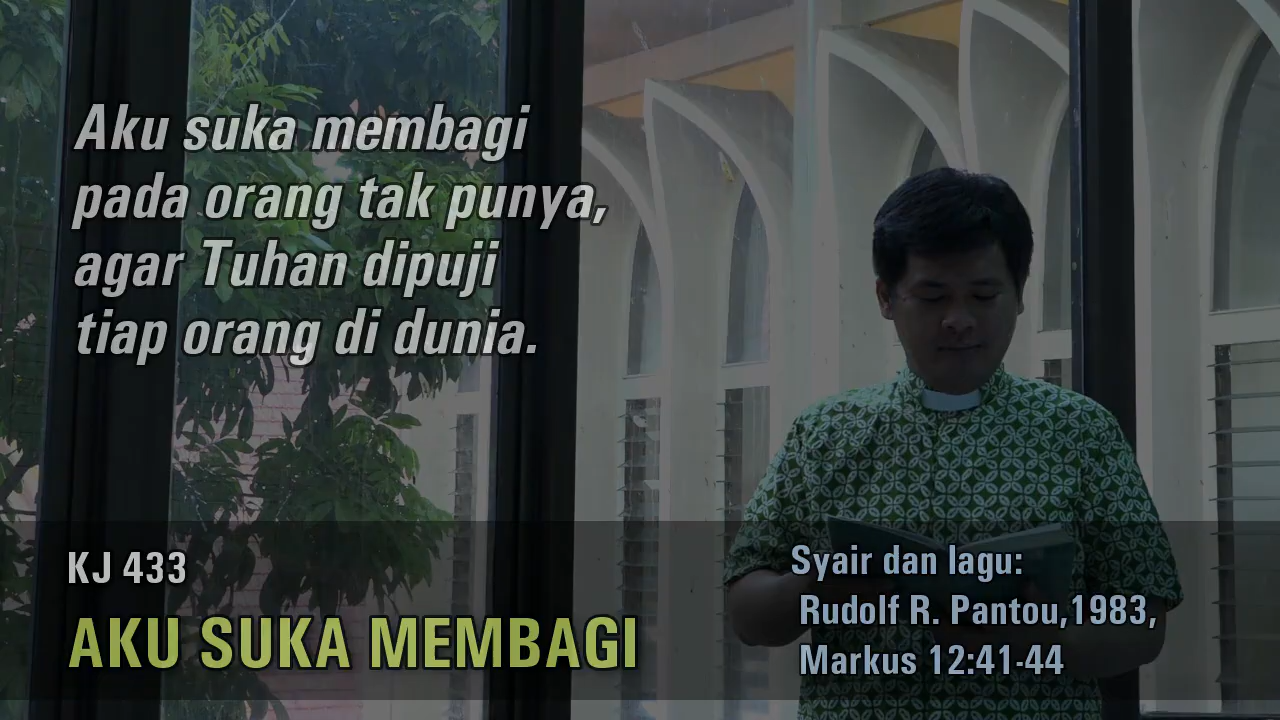 Aku suka membagi
pada orang tak punya,
agar Tuhan dipuji
tiap orang di dunia.
KJ 433
AKU SUKA MEMBAGI
Syair dan lagu:
Rudolf R. Pantou,1983,
Markus 12:41-44